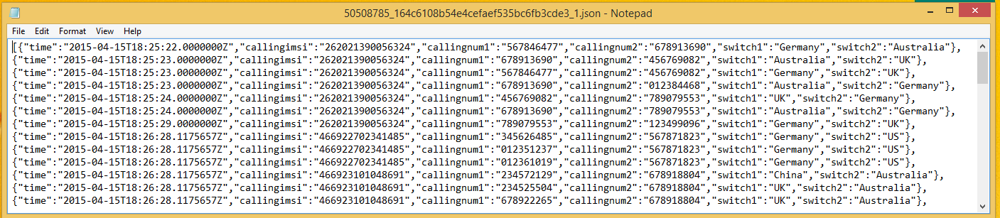 50508785_164c6108b54e4cefaef535bc6fb3cde3_1.json - Notepad
File Edit Format View Help
[{"time":"2015-04-15T18:25:22.0000000Z","callingimsi":"262021390056324","callingnum1":"567846477","callingnum2":"678913690","switch1":"Germany","switch2":"Australia"},
{"time":"2015-04-15T18:25:23.0000000Z","callingimsi":"262021390056324","callingnum1":"678913690","callingnum2":"456769082","switch1":"Australia","switch2":"UK"},
{"time":"2015-04-15T18:25:23.0000000Z","callingimsi":"262021390056324","callingnum1":"567846477","callingnum2":"456769082","switch1":"Germany","switch2":"UK"},
{"time":"2015-04-15T18:25:23.0000000Z","callingimsi":"262021390056324","callingnum1":"678913690","callingnum2":"012384468","switch1":"Australia","switch2":"Germany"},
{"time":"2015-04-15T18:25:24.0000000Z","callingimsi":"262021390056324","callingnum1":"456769082","callingnum2":"789079553","switch1":"UK","switch2":"Germany"},
{"time":"2015-04-15T18:25:24.0000000Z","callingimsi":"262021390056324","callingnum1":"678913690","callingnum2":"789079553","switch1":"Australia","switch2":"Germany"},
{"time":"2015-04-15T18:25:29.0000000Z","callingimsi":"262021390056324","callingnum1":"789079553","callingnum2":"123499096","switch1":"Germany","switch2":"UK"},
{"time":"2015-04-15T18:26:28.1175657Z","callingimsi":"466922702341485","callingnum1":"345626485","callingnum2":"567871823","switch1":"Germany","switch2":"US"},
{"time":"2015-04-15T18:26:28.1175657Z","callingimsi":"466922702341485","callingnum1":"012351237","callingnum2":"567871823","switch1":"Germany","switch2":"US"},
{"time":"2015-04-15T18:26:28.1175657Z","callingimsi":"466922702341485","callingnum1":"012361019","callingnum2":"567871823","switch1":"Germany","switch2":"US"},
{"time":"2015-04-15T18:26:28.1175657Z","callingimsi":"466923101048691","callingnum1":"234572129","callingnum2":"678918804","switch1":"China","switch2":"Australia"},
{"time":"2015-04-15T18:26:28.1175657Z","callingimsi":"466923101048691","callingnum1":"234525504","callingnum2":"678918804","switch1":"UK","switch2":"Australia"},
{"time":"2015-04-15T18:26:28.1175657Z","callingimsi":"466923101048691","callingnum1":"678922265","callingnum2":"678918804","switch1":"UK","switch2":"Australia"},